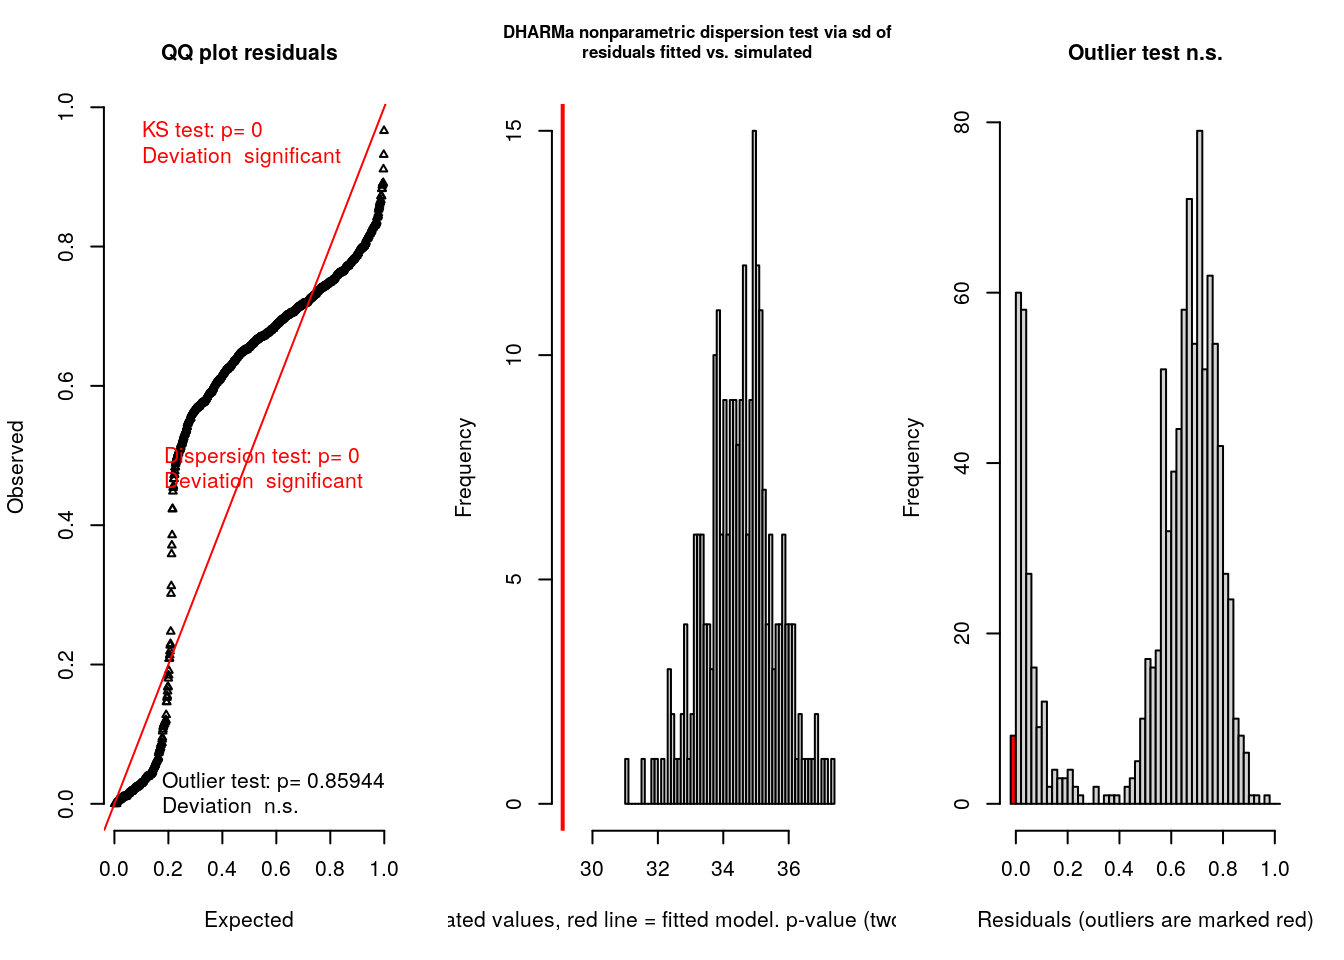 QQ plot residuals
KS test: p= 0
Deviation  significant
Dispersion test: p= 0
Deviation  significant
Outlier test: p= 0.85944
Deviation  n.s.
Observed
0.0
0.2
0.4
0.6
0.8
1.0
0.0 0.2 0.4 0.6 0.8 1.0
Expected
DHARMa nonparametric dispersion test via sd of
residuals fitted vs. simulated
Frequency
0
5
10
15
30 32 34 36
ated values, red line = fitted model. p-value (two
Outlier test n.s.
Frequency
0
20
40
60
80
0.0 0.2 0.4 0.6 0.8 1.0
Residuals (outliers are marked red)